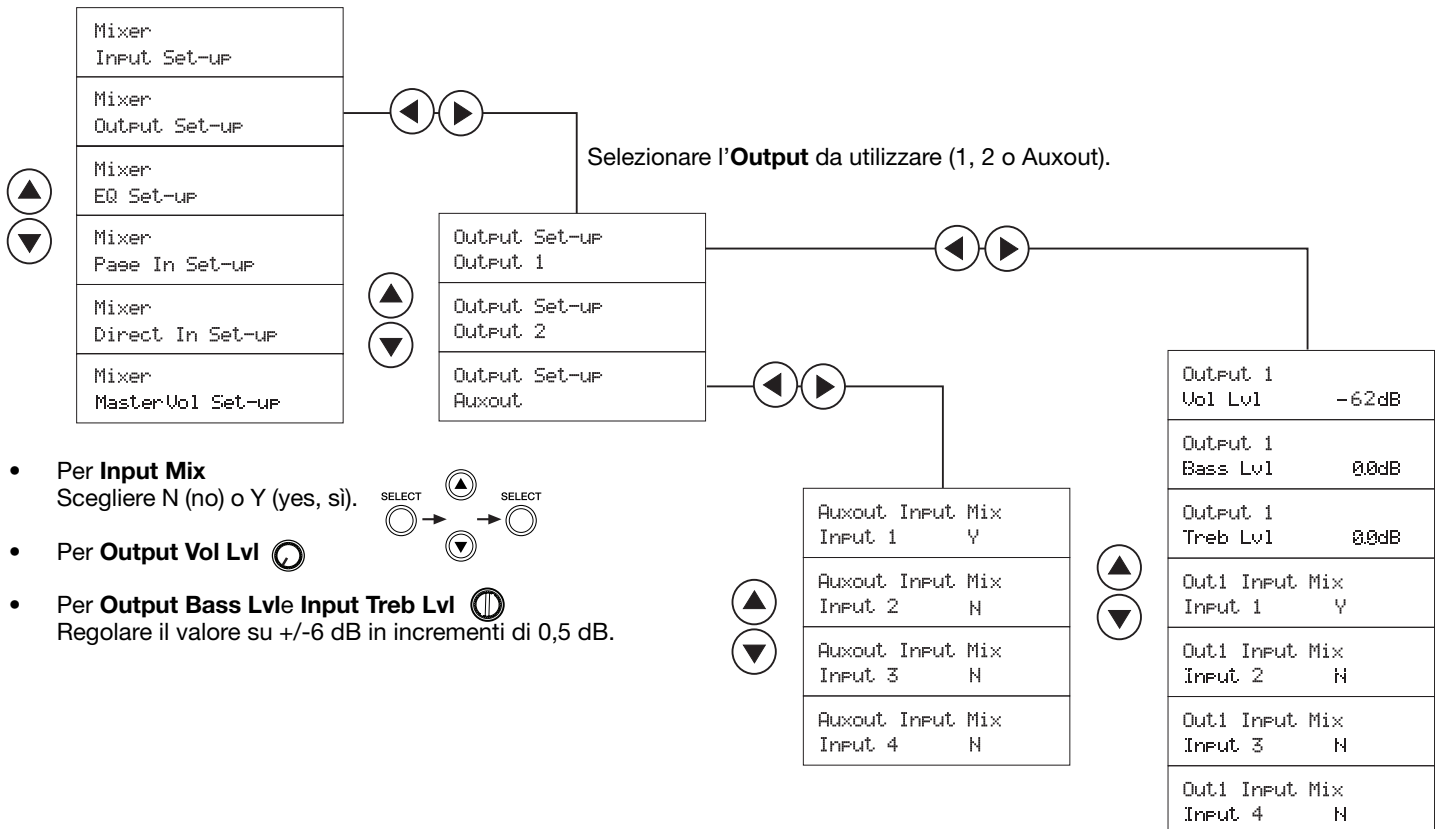 Mixer
Input Set-up
Mixer
Output Set-up
Mixer
EQ Set-up
Mixer
Page In Set-up
Mixer
Direct In Set-up
Mixer
MasterVol Set-up
Selezionare l'Output da utilizzare (1, 2 o Auxout).
Output Set-up
Output 1
Output Set-up
Output 2
Output Set-up
Auxout
• Per Input Mix
Scegliere N (no) o Y (yes, sì).
SELECT SELECT
• Per Output Vol Lvl
• Per Output Bass Lvle Input Treb Lvl
Regolare il valore su +/-6 dB in incrementi di 0,5 dB.
Auxout Input Mix
Input 1 Y
Auxout Input Mix
Input 2 N
Auxout Input Mix
Input 3 N
Auxout Input Mix
Input 4 N
Output 1
Vol Lvl -62dB
Output 1
Bass Lvl 0.0dB
Output 1
Treb Lvl 0.0dB
Out1 Input Mix
Input 1 Y
Out1 Input Mix
Input 2 N
Out1 Input Mix
Input 3 N
Out1 Input Mix
Input 4 N